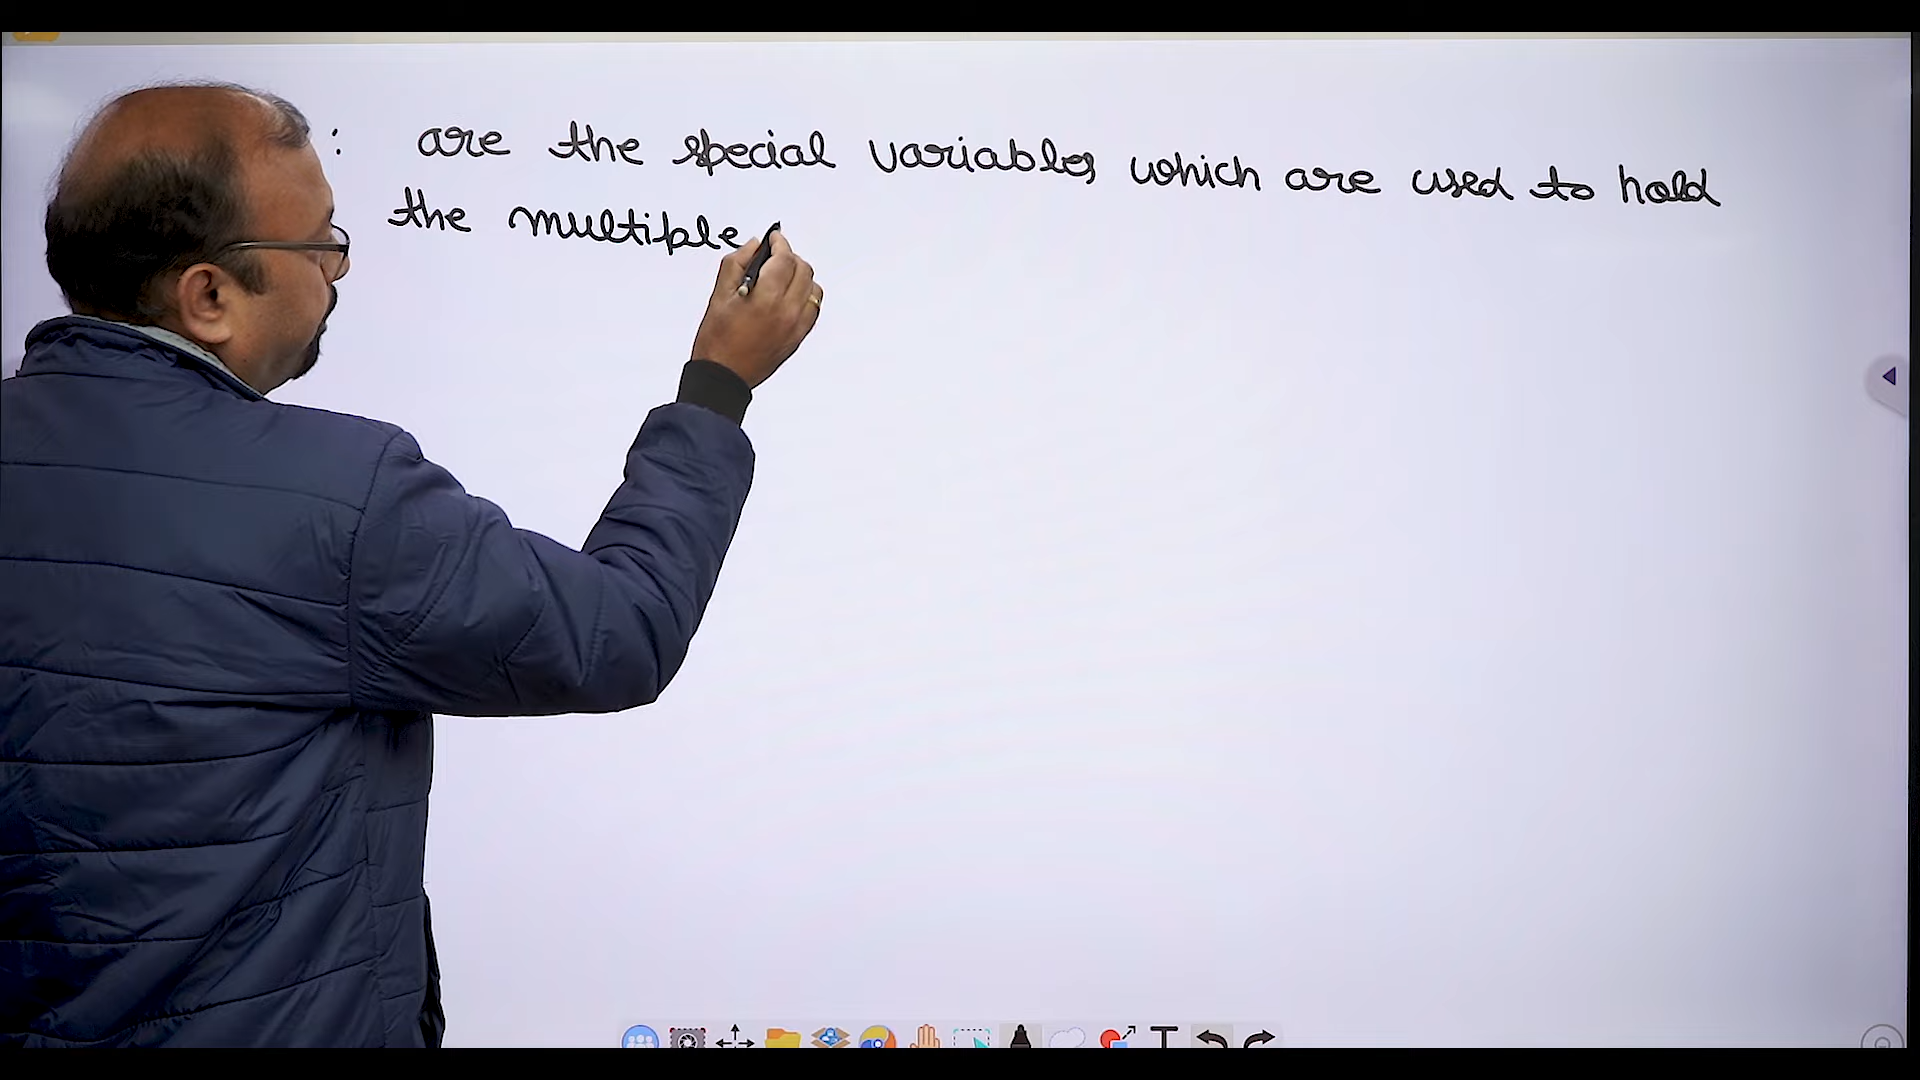 : are the special variables which are used to hold
the multiple